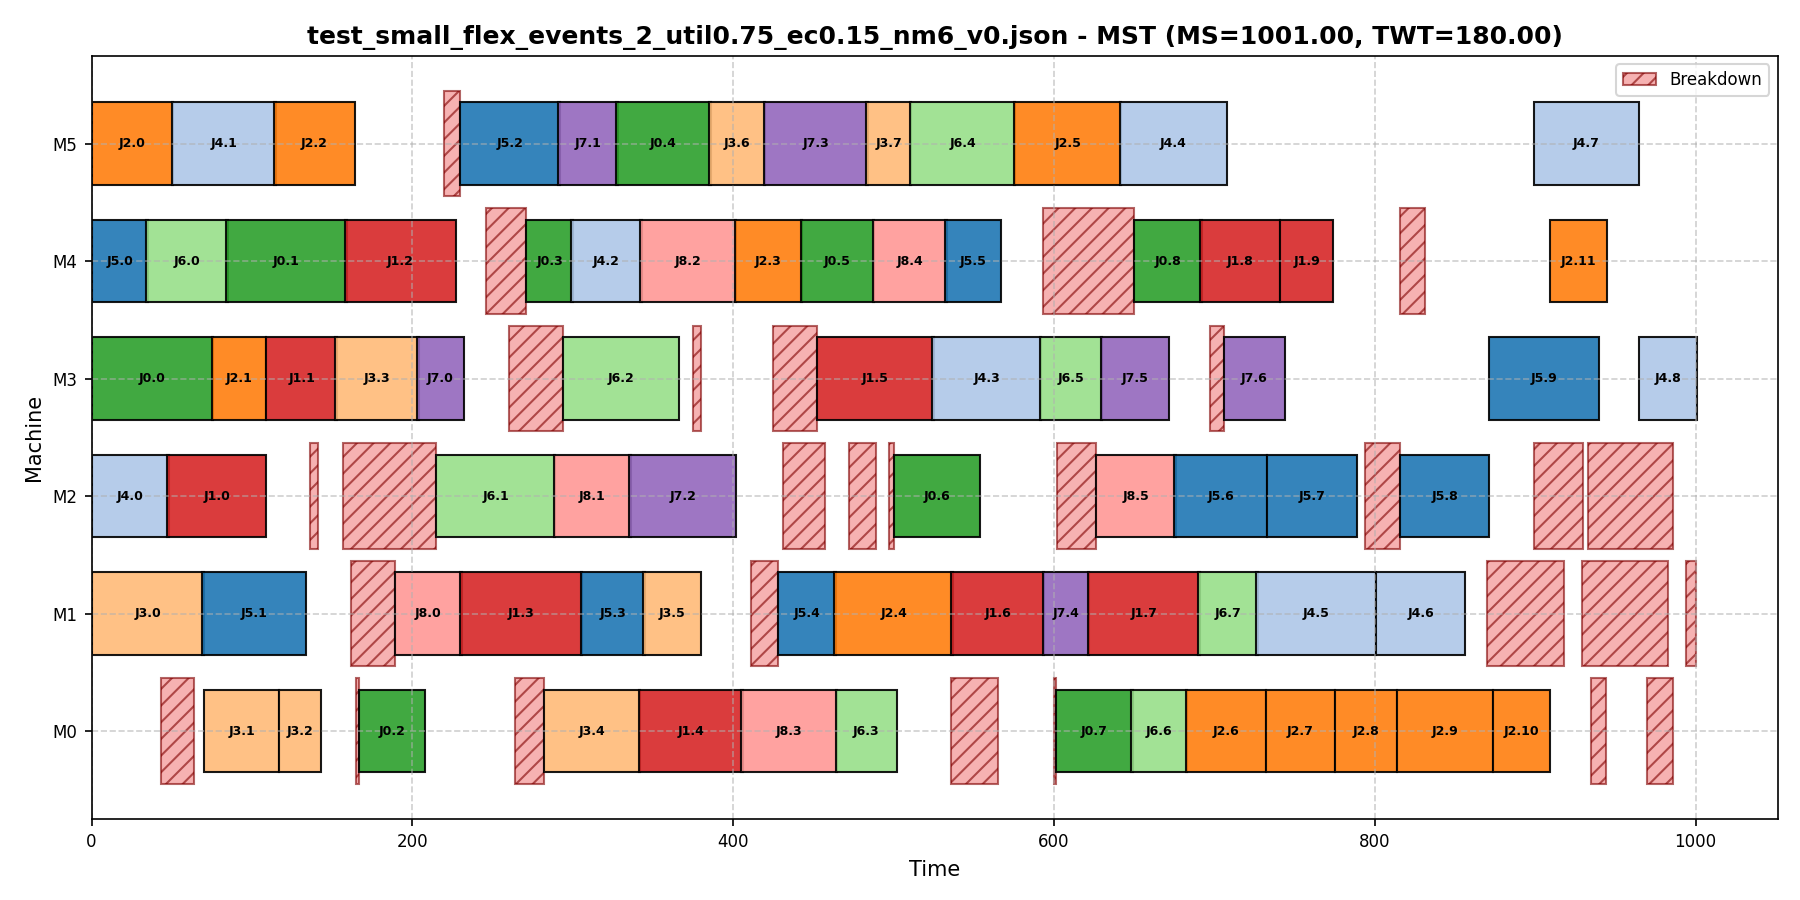 test_small_flex_events_2_util0.75_ec0.15_nm6_v0.json - MST (MS=1001.00, TWT=180.00)
Breakdown
M5
J2.0 J4.1 J2.2 J5.2 J7.1 J0.4 J3.6 J7.3 J3.7 J6.4 J2.5 J4.4 J4.7
M4
J5.0 J6.0 J0.1 J1.2 J0.3 J4.2 J8.2 J2.3 J0.5 J8.4 J5.5 J0.8 J1.8 J1.9 J2.11
M3
J0.0 J2.1 J1.1 J3.3 J7.0 J6.2 J1.5 J4.3 J6.5 J7.5 J7.6 J5.9 J4.8
M2
J4.0 J1.0 J6.1 J8.1 J7.2 J0.6 J8.5 J5.6 J5.7 J5.8
M1
J3.0 J5.1 J8.0 J1.3 J5.3 J3.5 J5.4 J2.4 J1.6 J7.4 J1.7 J6.7 J4.5 J4.6
M0
J3.1 J3.2 J0.2 J3.4 J1.4 J8.3 J6.3 J0.7 J6.6 J2.6 J2.7 J2.8 J2.9 J2.10
Machine
0 200 400 600 800 1000
Time